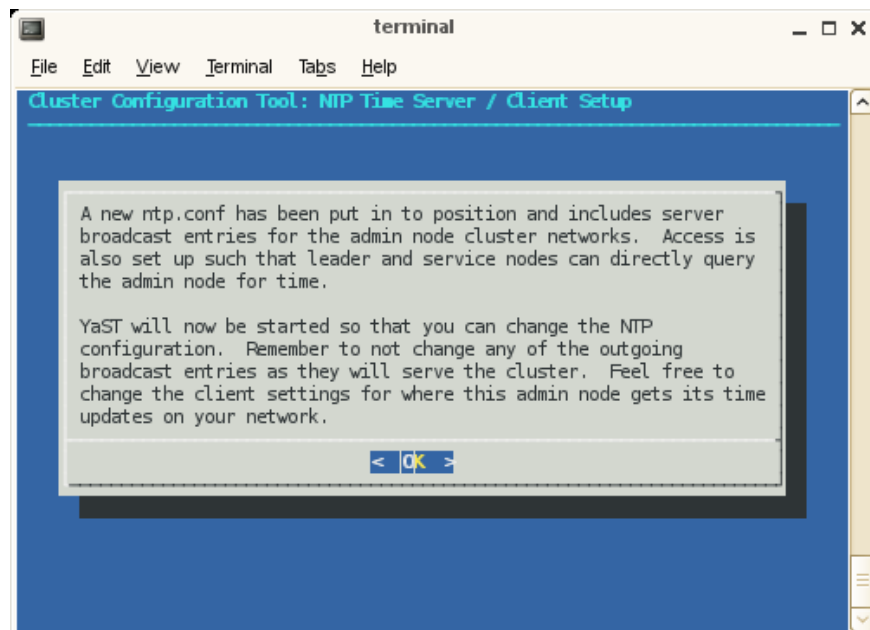 terminal
File Edit View Terminal Tabs Help
Cluster Configuration Tool: NTP Time Server / Client Setup
A new ntp.conf has been put in to position and includes server
broadcast entries for the admin node cluster networks.  Access is
also set up such that leader and service nodes can directly query
the admin node for time.
YaST will now be started so that you can change the NTP
configuration.  Remember to not change any of the outgoing
broadcast entries as they will serve the cluster.  Feel free to
change the client settings for where this admin node gets its time
updates on your network.
< OK >